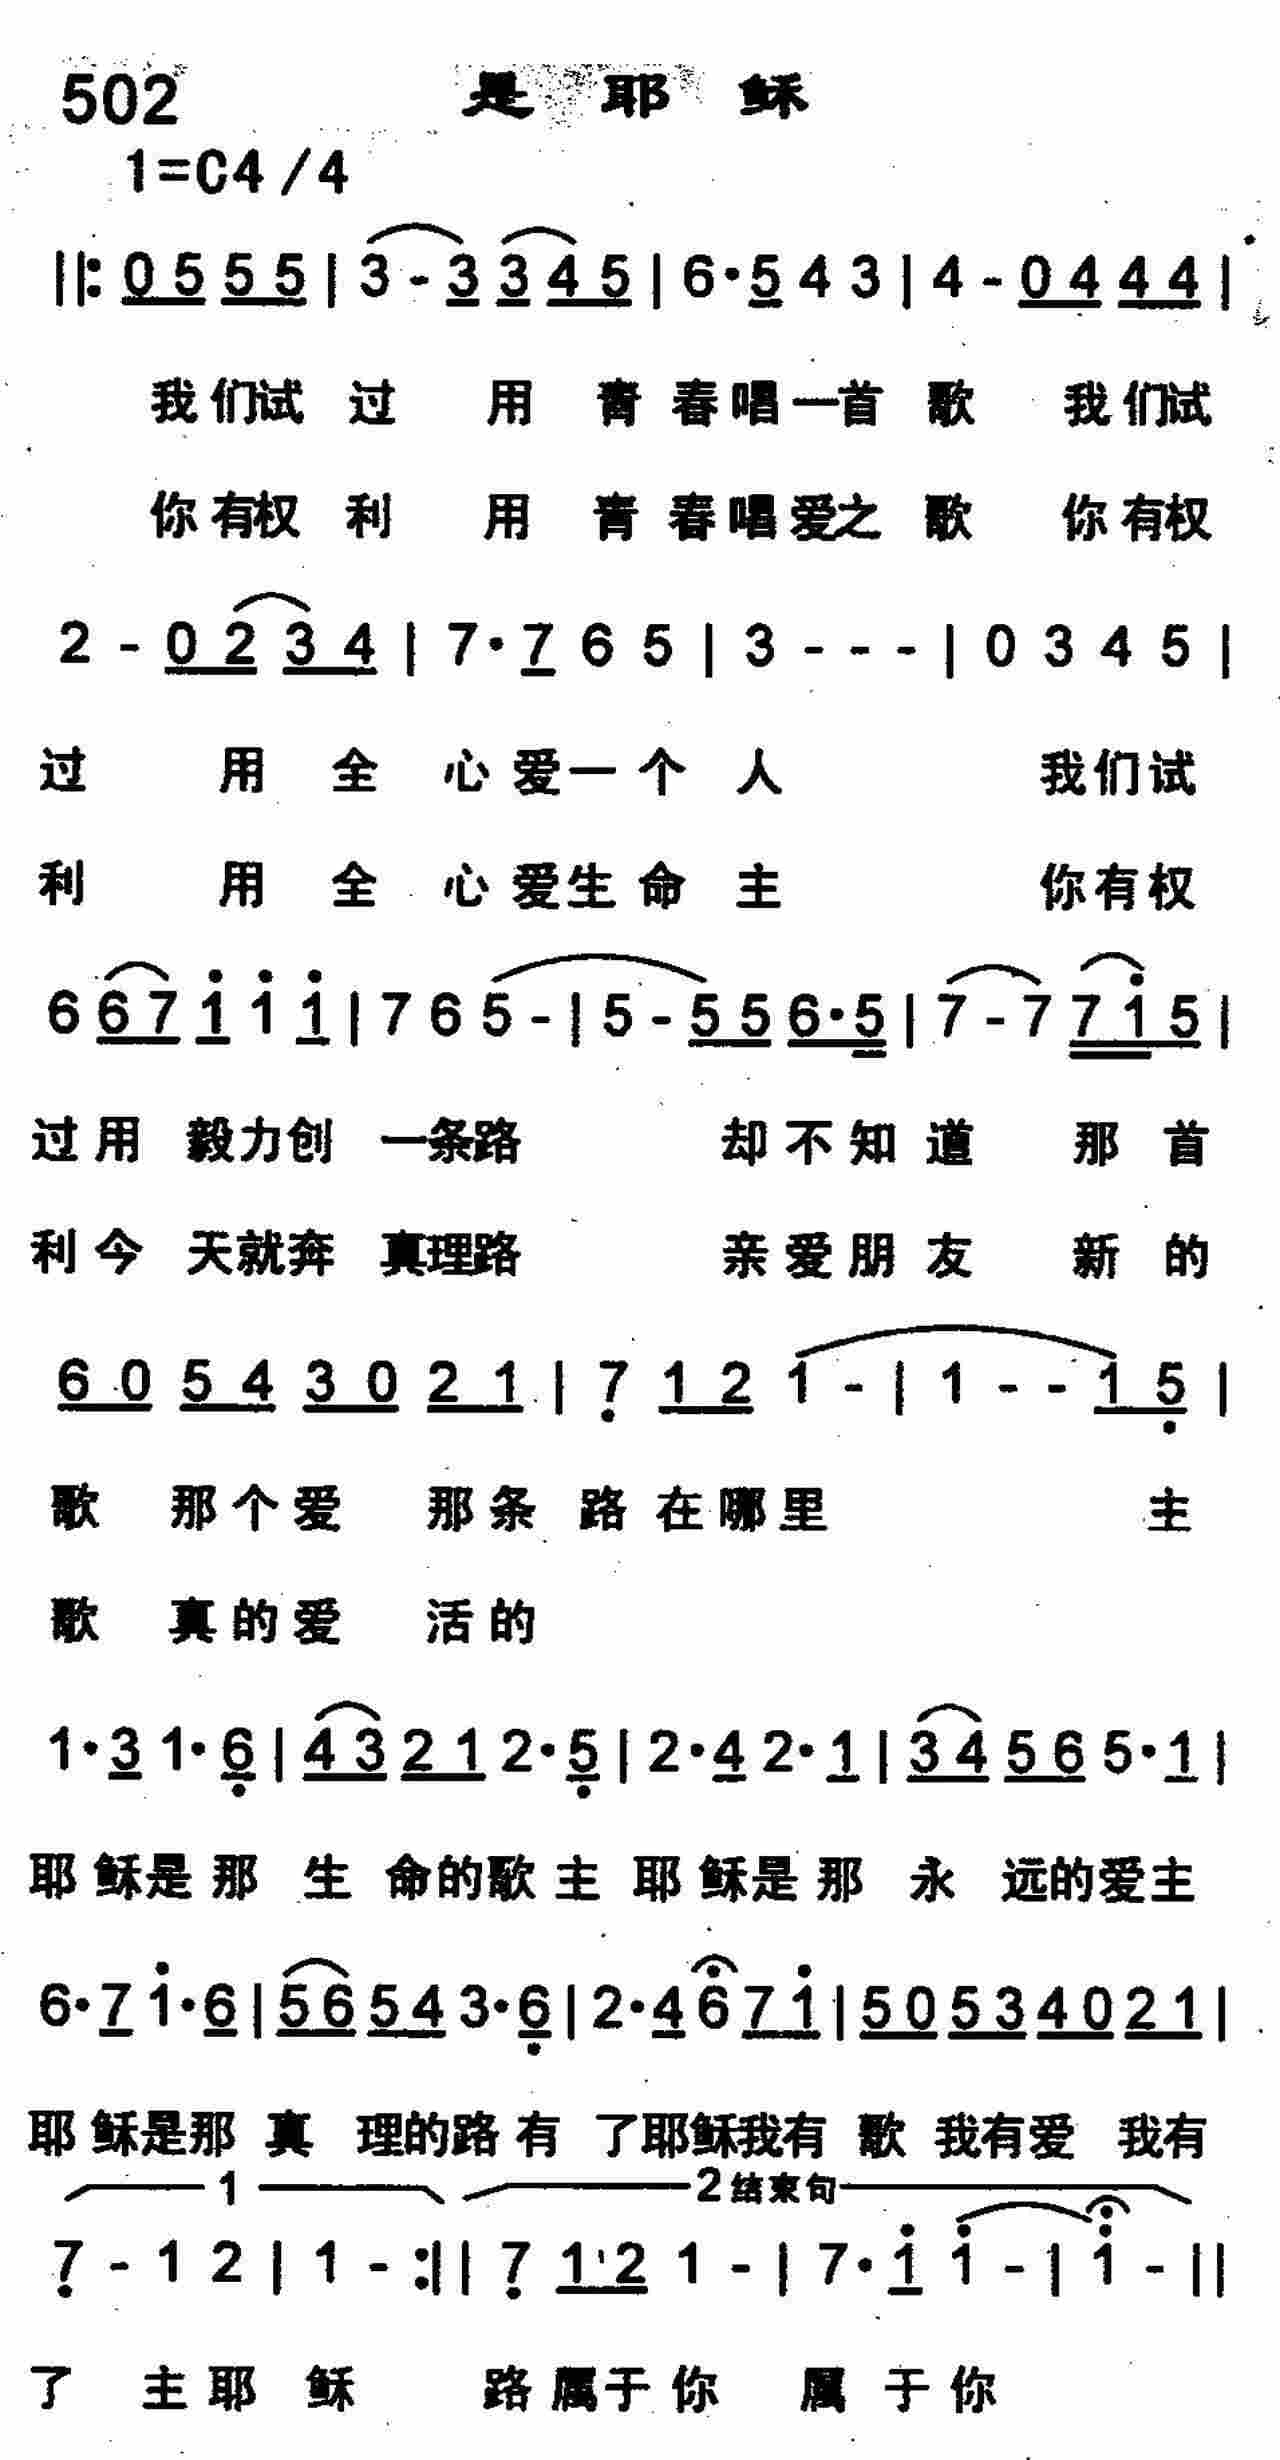 502 是耶稣
1=C4/4
||: 0 5 5 5 | 3 - 3 3 4 5 | 6· 5 4 3 | 4 - 0 4 4 4 |
我们试 过 用 青 春唱一首 歌 我们试
你有权 利 用 青 春唱爱之 歌 你有权
2 - 0 2 3 4 | 7· 7 6 5 | 3 - - - | 0 3 4 5 |
过 用 全 心 爱一 个 人 我们试
利 用 全 心 爱生 命 主 你有权
6 6 7 1̇ 1̇ 1̇ | 7 6 5 - | 5 - 5 5 6· 5 | 7 - 7 7 1̇ 5 |
过用 毅力创 一条路 却不知 道 那 首
利今 天就奔 真理路 亲爱朋 友 新 的
6 0 5 4 3 0 2 1 | 7̣ 1 2 1 - | 1 - - 1 5̣ |
歌 那个爱 那条 路 在哪里 主
歌 真的爱 活的
1· 3 1· 6̣ | 4 3 2 1 2· 5̣ | 2· 4 2· 1 | 3 4 5 6 5· 1 |
耶 稣是 那 生 命的歌 主 耶 稣是 那 永 远的爱主
6· 7 1̇· 6 | 5 6 5 4 3· 6̣ | 2· 4 6 7 1̇ | 5 0 5 3 4 0 2 1 |
耶 稣是那 真 理的路 有 了耶稣我有 歌 我有爱 我有
1 2结束句
7̣ - 1 2 | 1 - :|| 7̣ 1 2 1 - | 7· 1̇ 1̇ - | 1̇ - ||
了 主 耶 稣 路 属于 你 属 于你